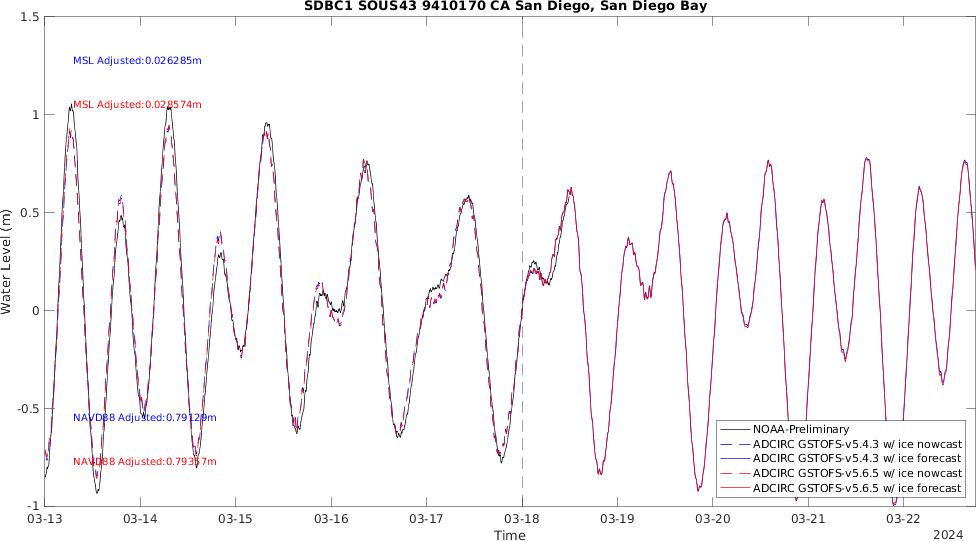 SDBC1 SOUS43 9410170 CA San Diego, San Diego Bay
1.5
1
0.5
0
-0.5
-1
Water Level (m)
MSL Adjusted:0.026285m
MSL Adjusted:0.028574m
NAVD88 Adjusted:0.79129m
NAVD88 Adjusted:0.79357m
NOAA-Preliminary
ADCIRC GSTOFS-v5.4.3 w/ ice nowcast
ADCIRC GSTOFS-v5.4.3 w/ ice forecast
ADCIRC GSTOFS-v5.6.5 w/ ice nowcast
ADCIRC GSTOFS-v5.6.5 w/ ice forecast
03-13 03-14 03-15 03-16 03-17 03-18 03-19 03-20 03-21 03-22
Time
2024